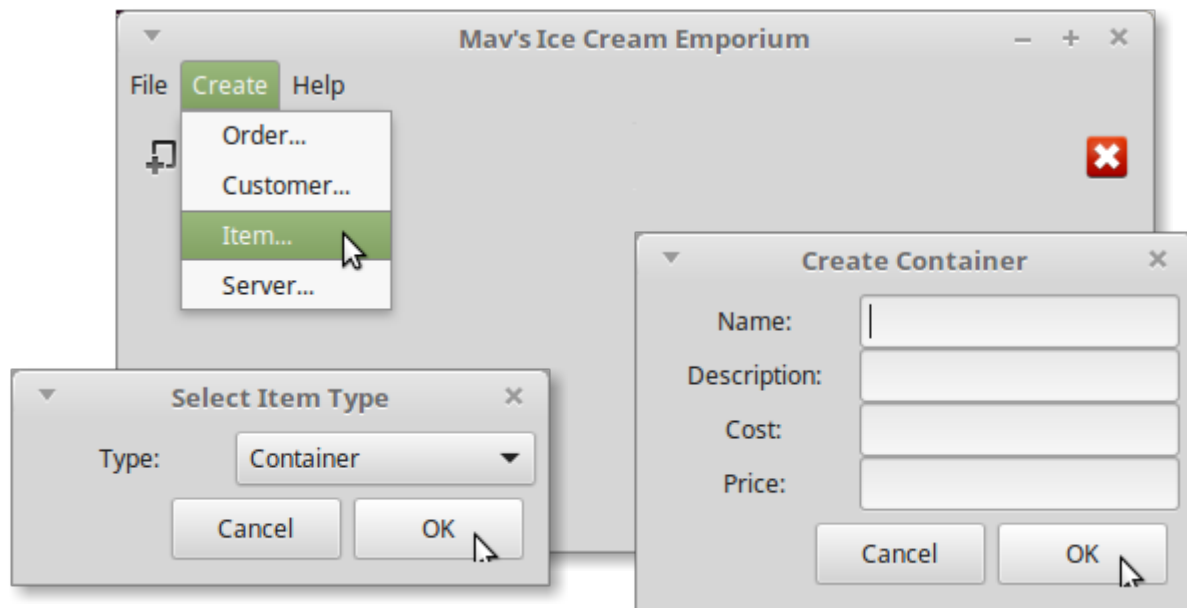 Mav's Ice Cream Emporium
File Create Help
Order...
Customer...
Item...
Server...
Select Item Type
Type: Container
Cancel OK
Create Container
Name:
Description:
Cost:
Price:
Cancel OK